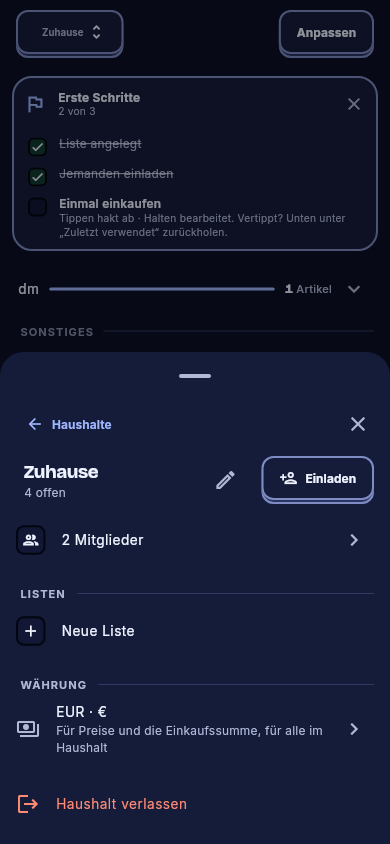 Zuhause
Anpassen
Erste Schritte
2 von 3
Liste angelegt
Jemanden einladen
Einmal einkaufen
Tippen hakt ab · Halten bearbeitet. Vertippt? Unten unter
„Zuletzt verwendet“ zurückholen.
dm
1 Artikel
SONSTIGES
Haushalte
Zuhause
4 offen
Einladen
2 Mitglieder
LISTEN
Neue Liste
WÄHRUNG
EUR · €
Für Preise und die Einkaufssumme, für alle im
Haushalt
Haushalt verlassen